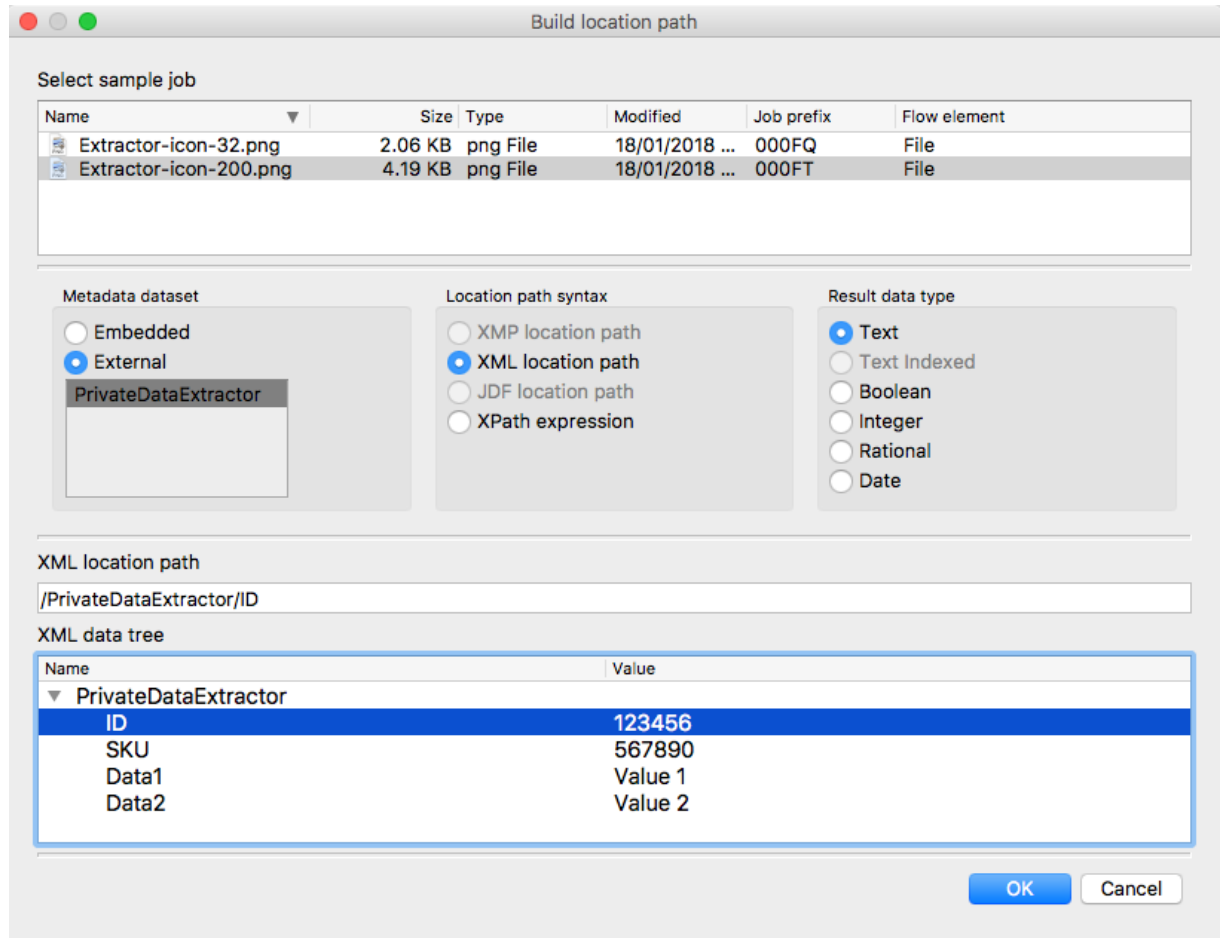 Build location path
Select sample job
Name Size Type Modified Job prefix Flow element
Extractor-icon-32.png 2.06 KB png File 18/01/2018 ... 000FQ File
Extractor-icon-200.png 4.19 KB png File 18/01/2018 ... 000FT File
Metadata dataset Location path syntax Result data type
Embedded XMP location path Text
External XML location path Text Indexed
PrivateDataExtractor JDF location path Boolean
XPath expression Integer
Rational
Date
XML location path
/PrivateDataExtractor/ID
XML data tree
Name Value
PrivateDataExtractor
ID 123456
SKU 567890
Data1 Value 1
Data2 Value 2
OK Cancel